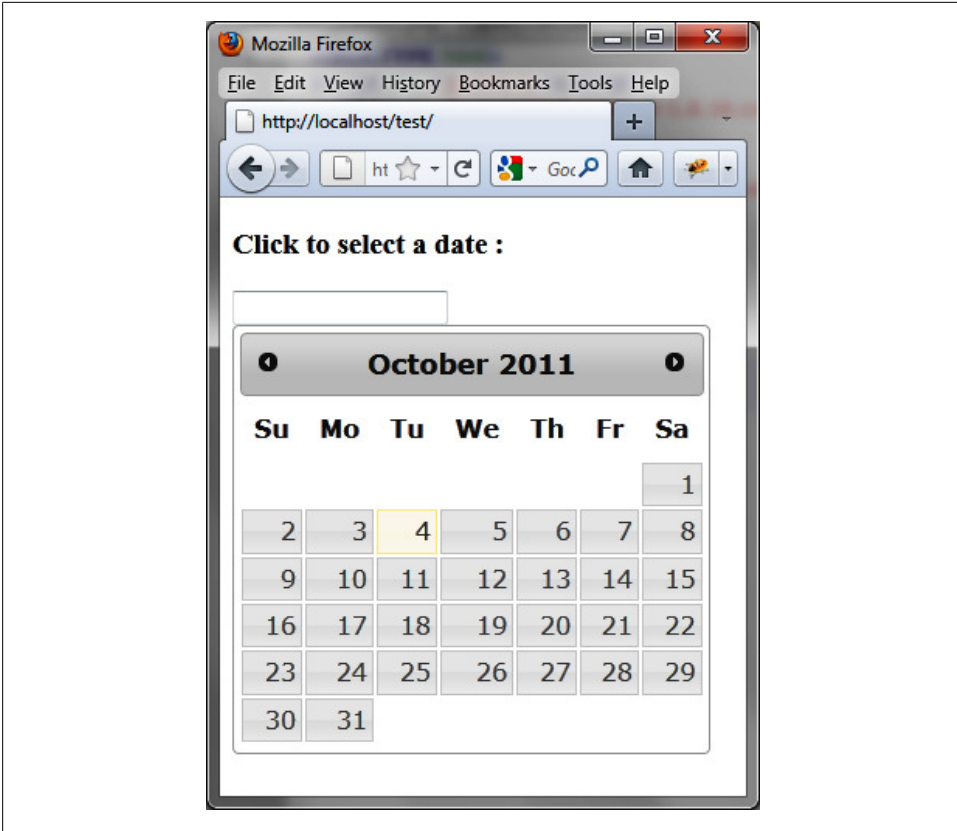 Mozilla Firefox
File Edit View History Bookmarks Tools Help
http://localhost/test/
ht Goo
Click to select a date :
October 2011
Su Mo Tu We Th Fr Sa
1
2 3 4 5 6 7 8
9 10 11 12 13 14 15
16 17 18 19 20 21 22
23 24 25 26 27 28 29
30 31